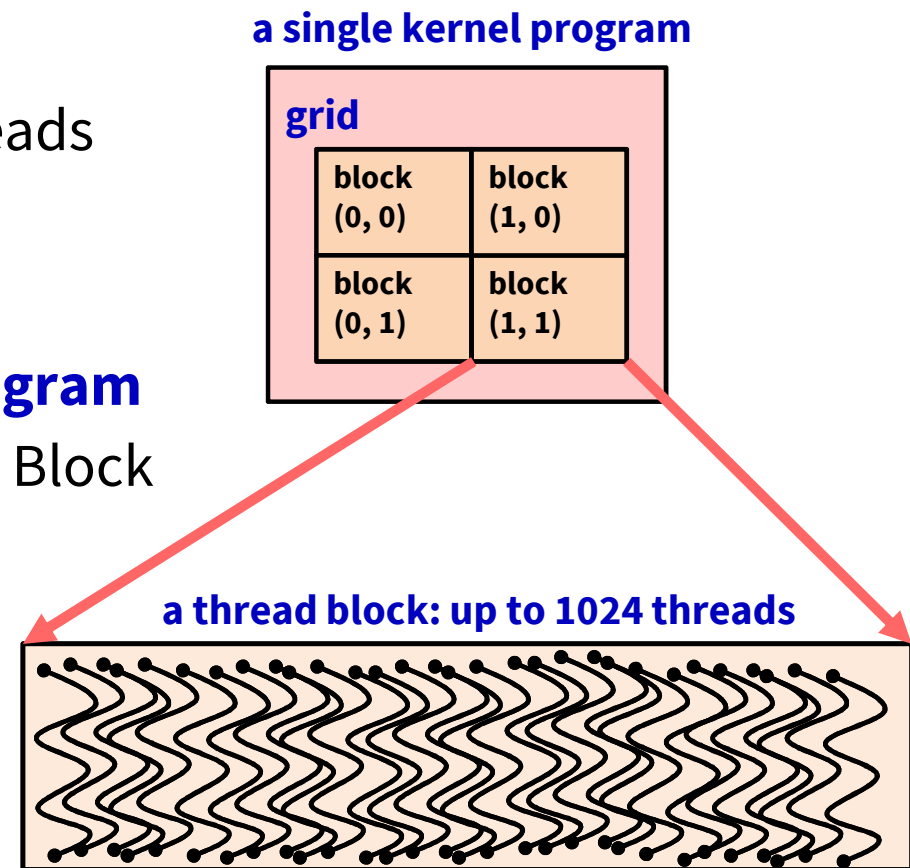 a single kernel program
eads
grid
block
(0, 0)
block
(1, 0)
block
(0, 1)
block
(1, 1)
gram
Block
a thread block: up to 1024 threads